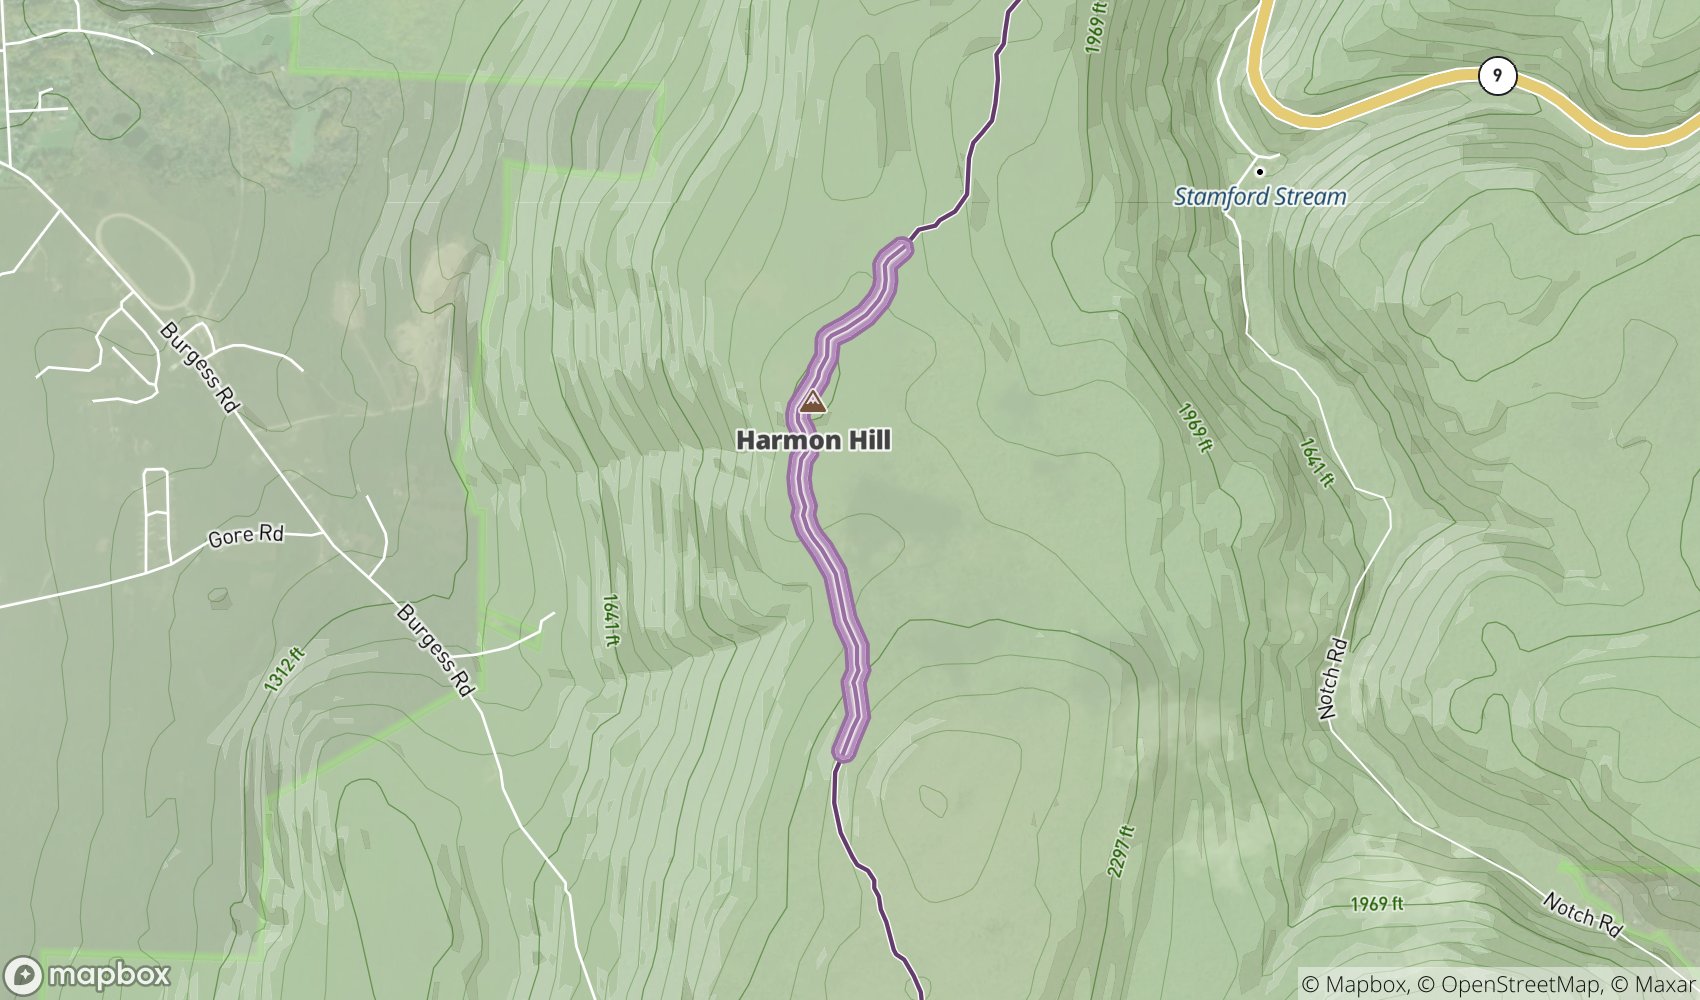 1969 ft
9
Stamford Stream
Burgess Rd
1969 ft
Harmon Hill
1641 ft
Gore Rd
1641 ft
Burgess Rd
1312 ft
Notch Rd
2297 ft
1969 ft
Notch Rd
mapbox
© Mapbox, © OpenStreetMap, © Maxar